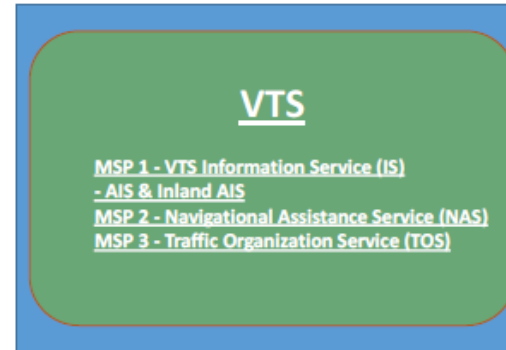 VTS
MSP 1 - VTS Information Service (IS)
- AIS & Inland AIS
MSP 2 - Navigational Assistance Service (NAS)
MSP 3 - Traffic Organization Service (TOS)